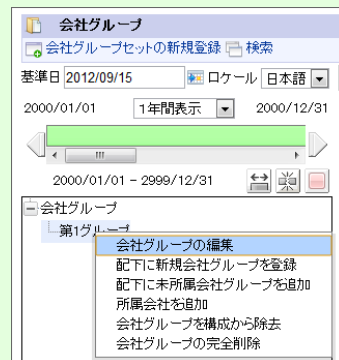 会社グループ
会社グループセットの新規登録 検索
基準日 2012/09/15 ロケール 日本語
2000/01/01 1年間表示 2000/12/31
2000/01/01 - 2999/12/31
会社グループ
第1グループ
会社グループの編集
配下に新規会社グループを登録
配下に未所属会社グループを追加
所属会社を追加
会社グループを構成から除去
会社グループの完全削除